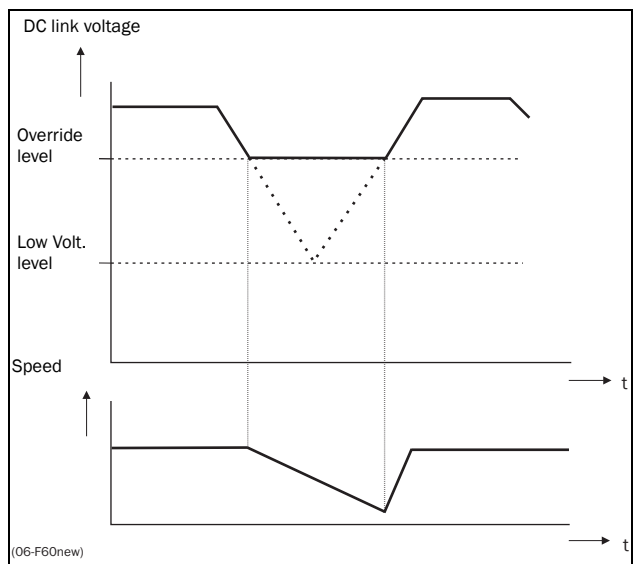 DC link voltage
Override
level
Low Volt.
level
t
Speed
t
(06-F60new)